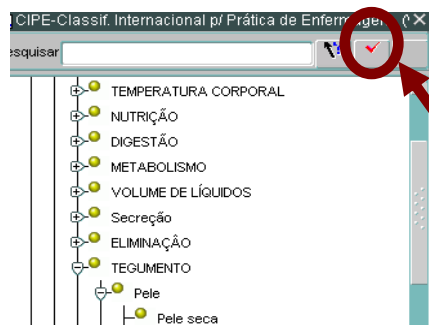 CIPE-Classif. Internacional p/ Prática de Enfermagem
esquisar
TEMPERATURA CORPORAL
NUTRIÇÃO
DIGESTÃO
METABOLISMO
VOLUME DE LÍQUIDOS
Secreção
ELIMINAÇÂO
TEGUMENTO
Pele
Pele seca